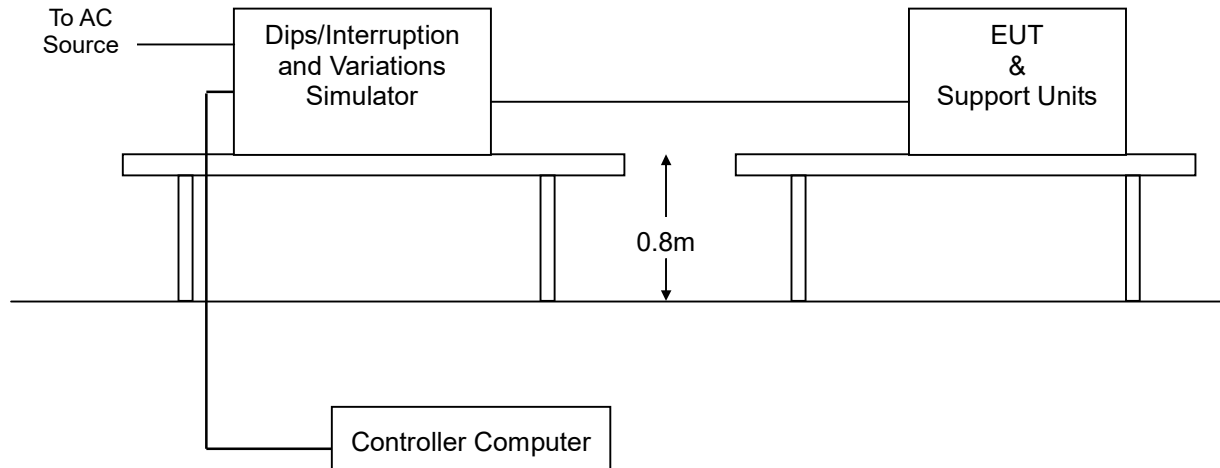 To AC
Source
Dips/Interruption
and Variations
Simulator
EUT
&
Support Units
0.8m
Controller Computer